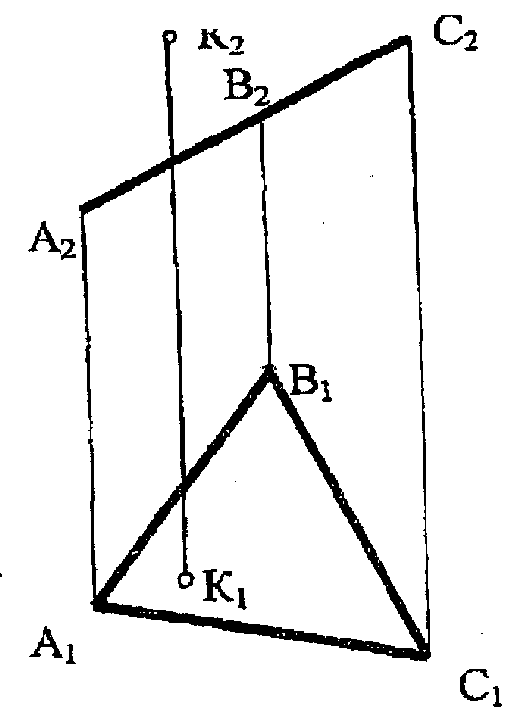 K₂
C₂
B₂
A₂
B₁
K₁
A₁
C₁